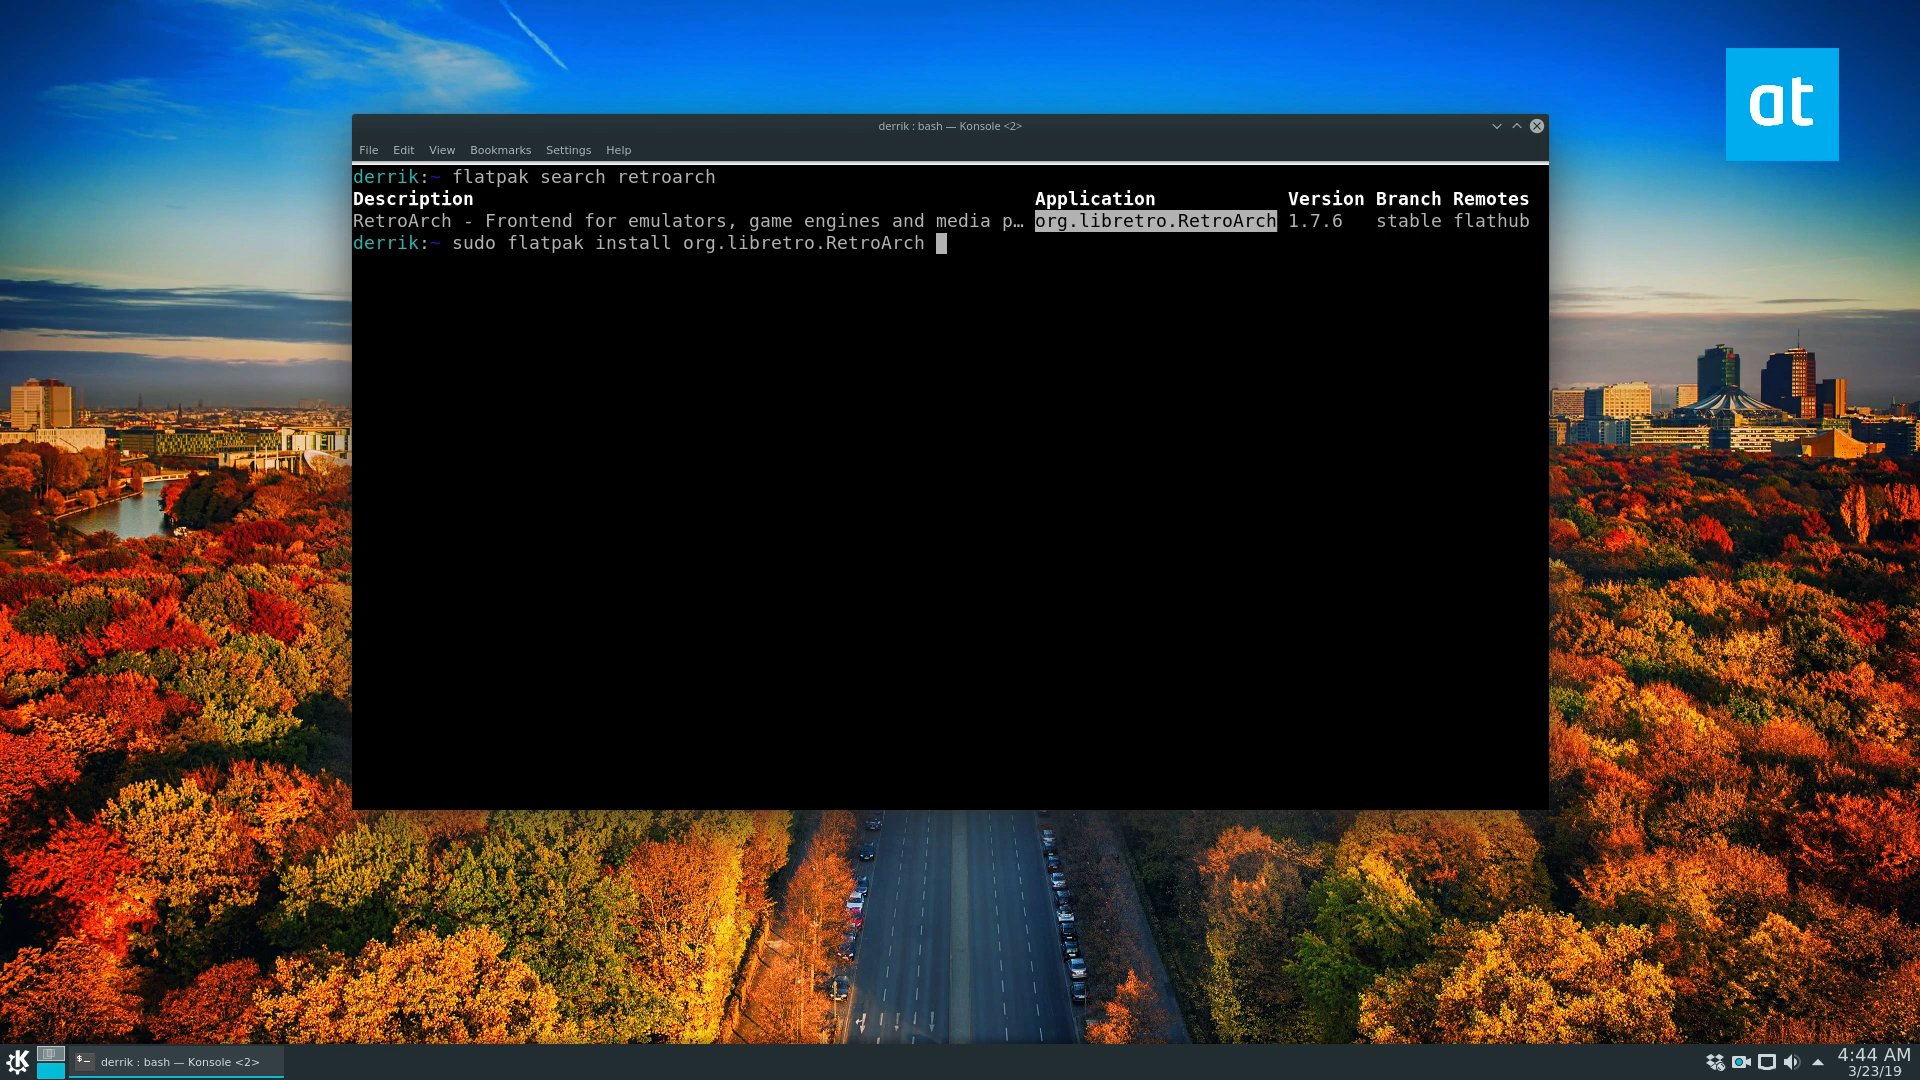 at
derrik : bash — Konsole <2>
File Edit View Bookmarks Settings Help
derrik:~ flatpak search retroarch
Description Application Version Branch Remotes
RetroArch - Frontend for emulators, game engines and media p… org.libretro.RetroArch 1.7.6 stable flathub
derrik:~ sudo flatpak install org.libretro.RetroArch
derrik : bash — Konsole <2>
4:44 AM
3/23/19